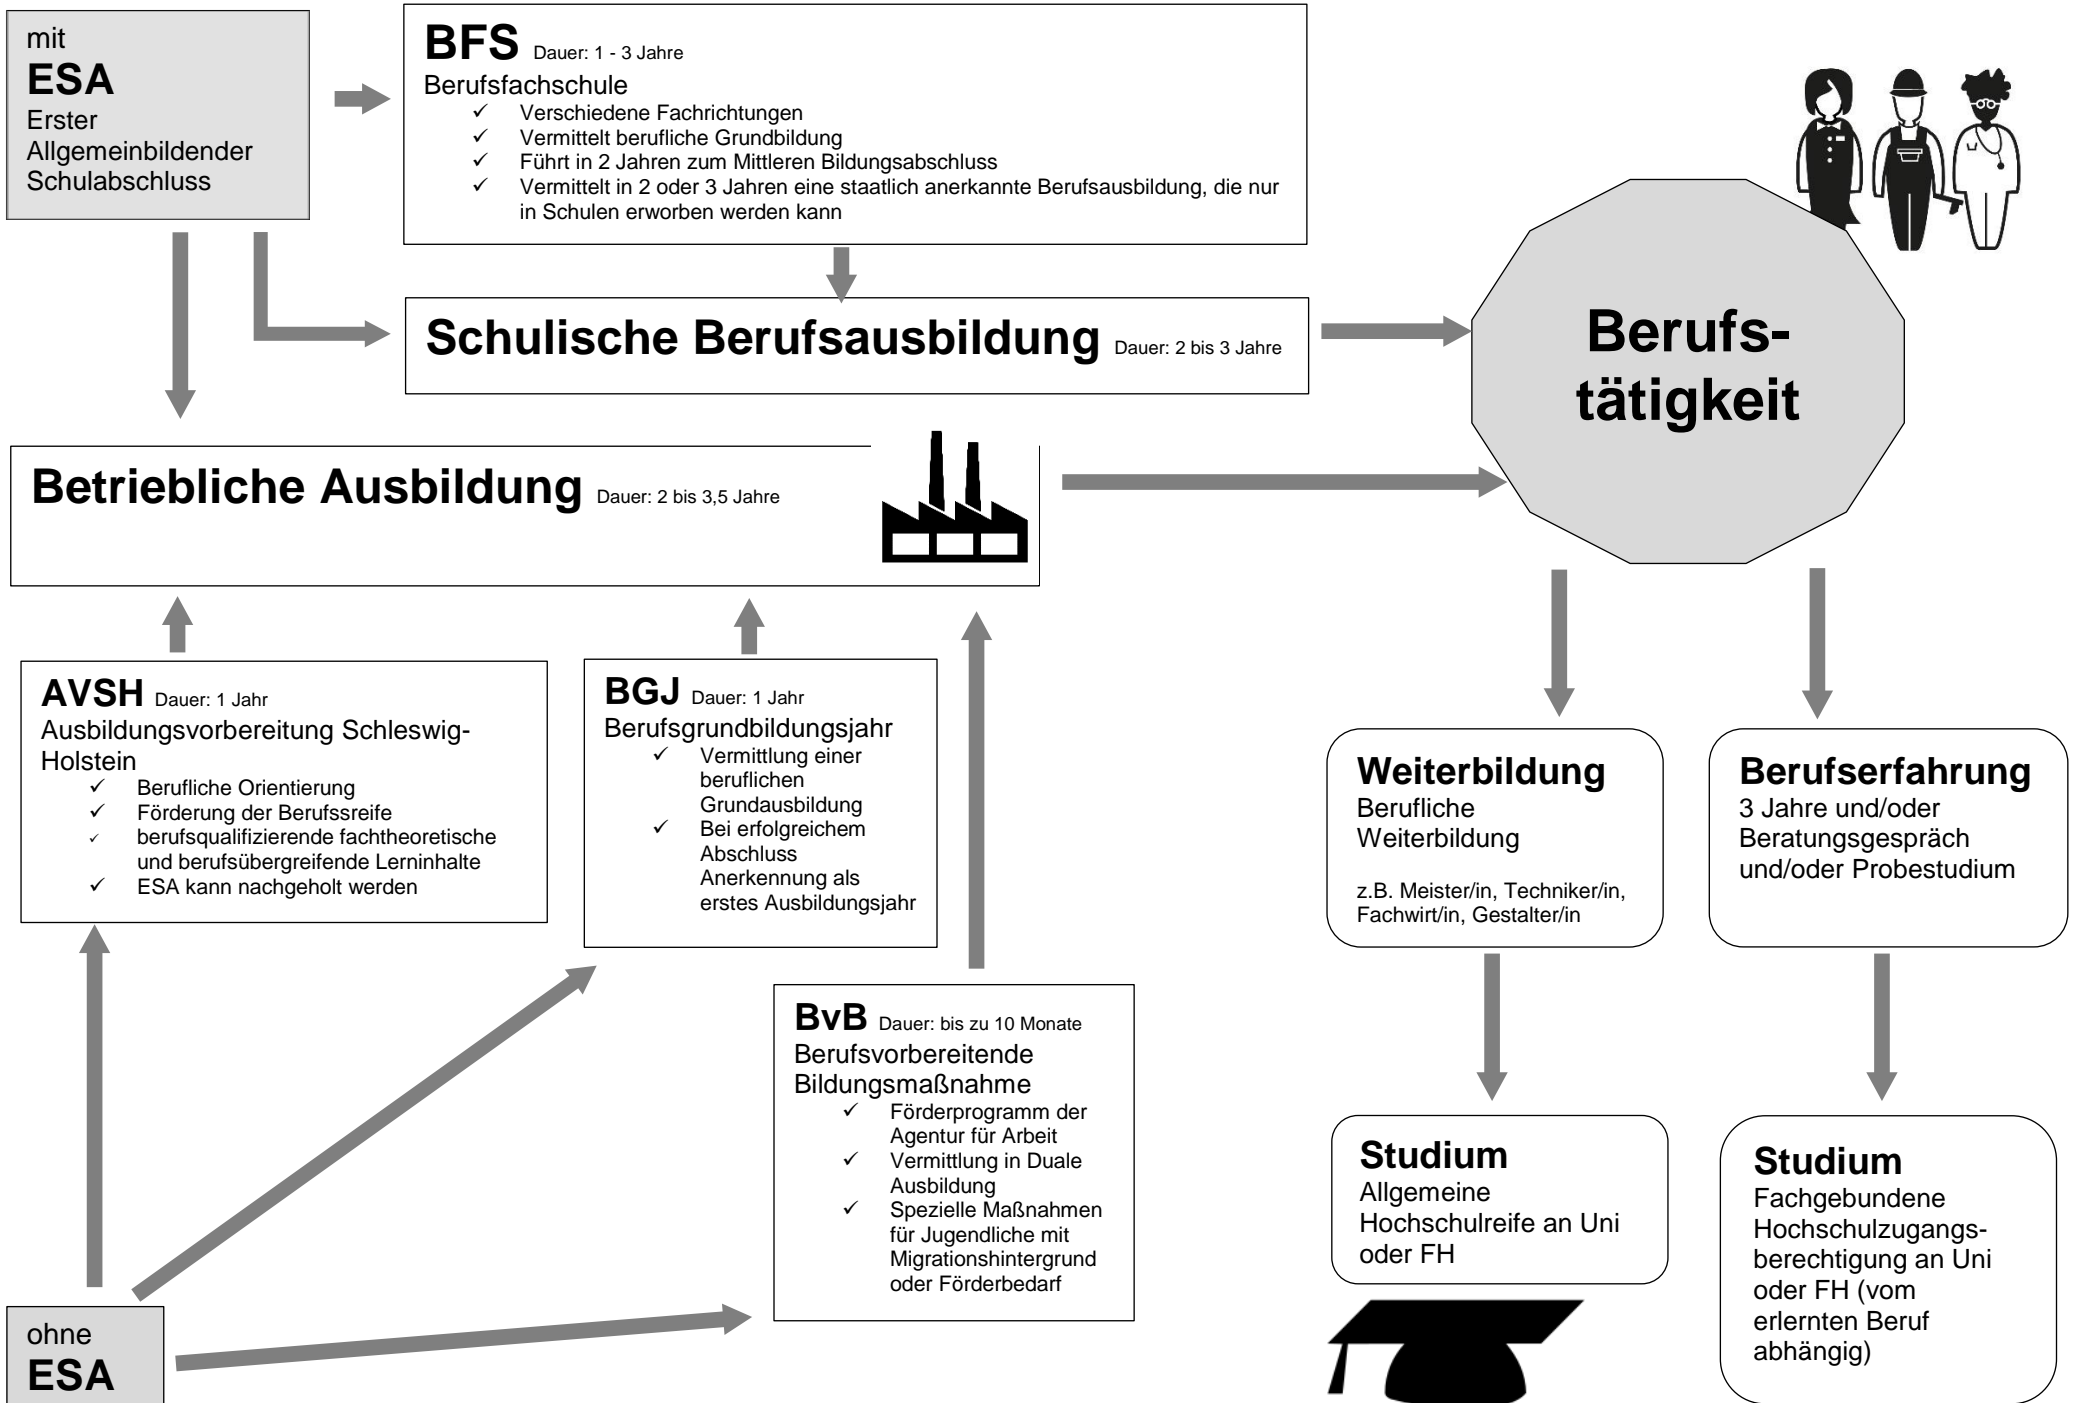 mit
ESA
Erster
Allgemeinbildender
Schulabschluss
BFS Dauer: 1 - 3 Jahre
Berufsfachschule
✓ Verschiedene Fachrichtungen
✓ Vermittelt berufliche Grundbildung
✓ Führt in 2 Jahren zum Mittleren Bildungsabschluss
✓ Vermittelt in 2 oder 3 Jahren eine staatlich anerkannte Berufsausbildung, die nur
in Schulen erworben werden kann
Schulische Berufsausbildung Dauer: 2 bis 3 Jahre
Berufs-
tätigkeit
Betriebliche Ausbildung Dauer: 2 bis 3,5 Jahre
AVSH Dauer: 1 Jahr
Ausbildungsvorbereitung Schleswig-
Holstein
✓ Berufliche Orientierung
✓ Förderung der Berufssreife
✓ berufsqualifizierende fachtheoretische
und berufsübergreifende Lerninhalte
✓ ESA kann nachgeholt werden
BGJ Dauer: 1 Jahr
Berufsgrundbildungsjahr
✓ Vermittlung einer
beruflichen
Grundausbildung
✓ Bei erfolgreichem
Abschluss
Anerkennung als
erstes Ausbildungsjahr
BvB Dauer: bis zu 10 Monate
Berufsvorbereitende
Bildungsmaßnahme
✓ Förderprogramm der
Agentur für Arbeit
✓ Vermittlung in Duale
Ausbildung
✓ Spezielle Maßnahmen
für Jugendliche mit
Migrationshintergrund
oder Förderbedarf
Weiterbildung
Berufliche
Weiterbildung
z.B. Meister/in, Techniker/in,
Fachwirt/in, Gestalter/in
Berufserfahrung
3 Jahre und/oder
Beratungsgespräch
und/oder Probestudium
Studium
Allgemeine
Hochschulreife an Uni
oder FH
Studium
Fachgebundene
Hochschulzugangs-
berechtigung an Uni
oder FH (vom
erlernten Beruf
abhängig)
ohne
ESA